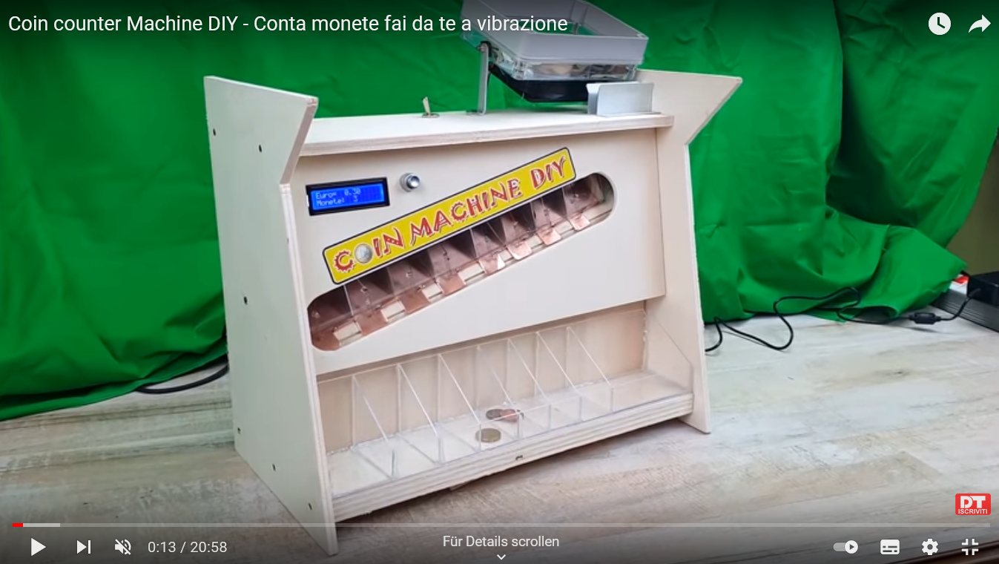 Coin counter Machine DIY - Conta monete fai da te a vibrazione
Euro= 0.30
Monete: 3
COIN MACHINE DIY
DT
ISCRIVITI
0:13 / 20:58
Für Details scrollen